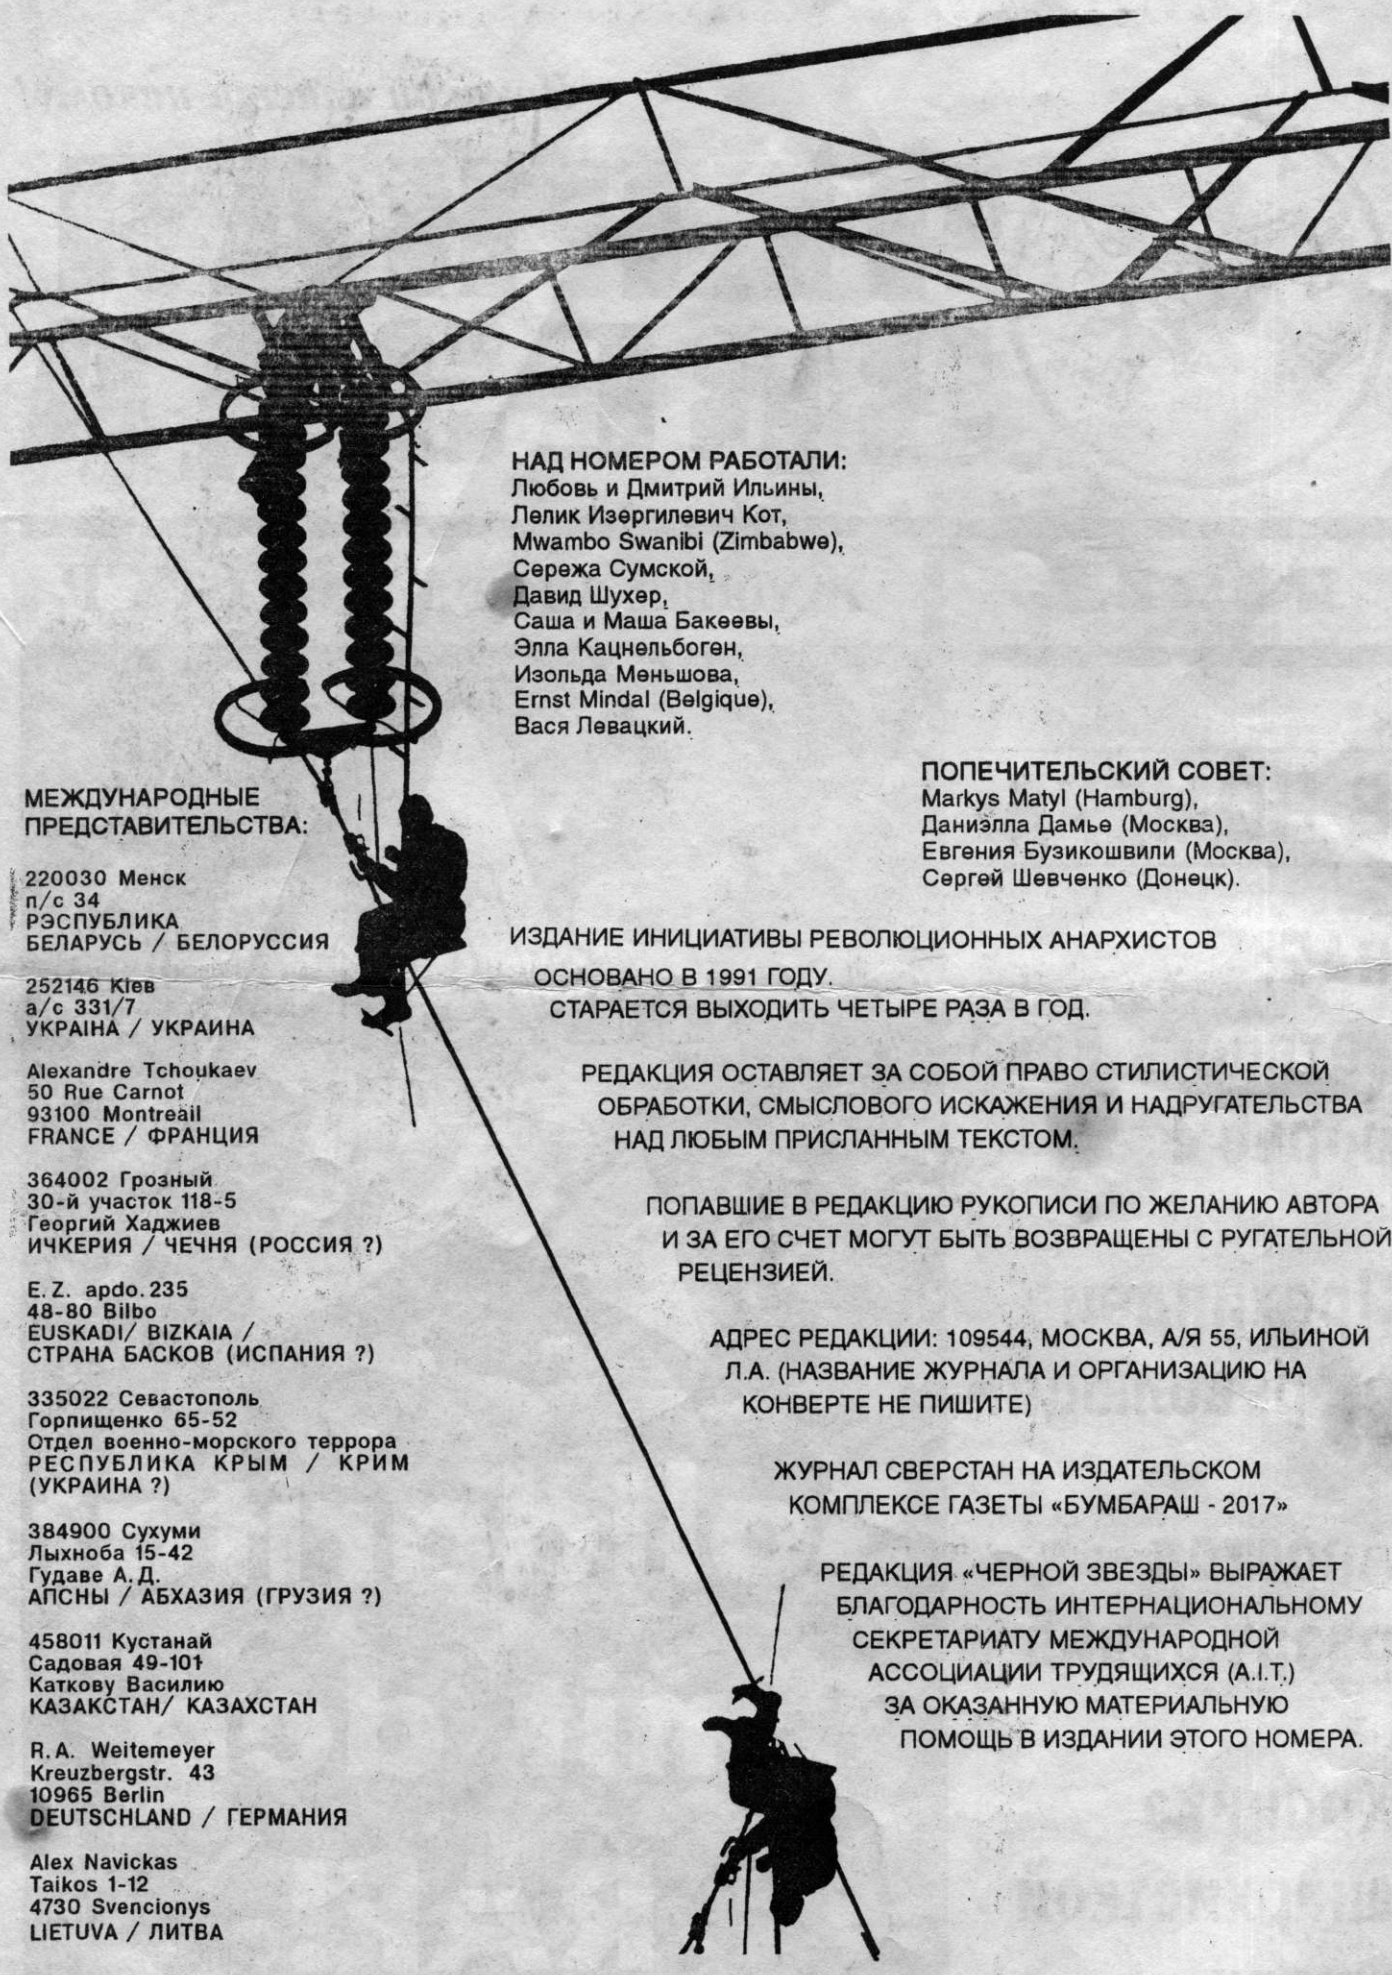 НАД НОМЕРОМ РАБОТАЛИ:
Любовь и Дмитрий Ильины,
Лелик Изергилевич Кот,
Mwambo Swanibi (Zimbabwe),
Сережа Сумской,
Давид Шухер,
Саша и Маша Бакеевы,
Элла Кацнельбоген,
Изольда Меньшова,
Ernst Mindal (Belgique),
Вася Левацкий.
ПОПЕЧИТЕЛЬСКИЙ СОВЕТ:
Markys Matyl (Hamburg),
Даниэлла Дамье (Москва),
Евгения Бузикошвили (Москва),
Сергей Шевченко (Донецк).
МЕЖДУНАРОДНЫЕ
ПРЕДСТАВИТЕЛЬСТВА:
220030 Менск
п/с 34
РЭСПУБЛИКА
БЕЛАРУСЬ / БЕЛОРУССИЯ
252146 Kieв
а/с 331/7
УКРАІНА / УКРАИНА
Alexandre Tchoukaev
50 Rue Carnot
93100 Montreail
FRANCE / ФРАНЦИЯ
364002 Грозный
30-й участок 118-5
Георгий Хаджиев
ИЧКЕРИЯ / ЧЕЧНЯ (РОССИЯ ?)
E. Z. apdo. 235
48-80 Bilbo
EUSKADI/ BIZKAIA /
СТРАНА БАСКОВ (ИСПАНИЯ ?)
335022 Севастополь
Горпищенко 65-52
Отдел военно-морского террора
РЕСПУБЛИКА КРЫМ / КРИМ
(УКРАИНА ?)
384900 Сухуми
Лыхноба 15-42
Гудаве А. Д.
АПСНЫ / АБХАЗИЯ (ГРУЗИЯ ?)
458011 Кустанай
Садовая 49-101
Каткову Василию
КАЗАКСТАН/ КАЗАХСТАН
R. A. Weitemeyer
Kreuzbergstr. 43
10965 Berlin
DEUTSCHLAND / ГЕРМАНИЯ
Alex Navickas
Taikos 1-12
4730 Svencionys
LIETUVA / ЛИТВА
ИЗДАНИЕ ИНИЦИАТИВЫ РЕВОЛЮЦИОННЫХ АНАРХИСТОВ
ОСНОВАНО В 1991 ГОДУ.
СТАРАЕТСЯ ВЫХОДИТЬ ЧЕТЫРЕ РАЗА В ГОД.
РЕДАКЦИЯ ОСТАВЛЯЕТ ЗА СОБОЙ ПРАВО СТИЛИСТИЧЕСКОЙ
ОБРАБОТКИ, СМЫСЛОВОГО ИСКАЖЕНИЯ И НАДРУГАТЕЛЬСТВА
НАД ЛЮБЫМ ПРИСЛАННЫМ ТЕКСТОМ.
ПОПАВШИЕ В РЕДАКЦИЮ РУКОПИСИ ПО ЖЕЛАНИЮ АВТОРА
И ЗА ЕГО СЧЕТ МОГУТ БЫТЬ ВОЗВРАЩЕНЫ С РУГАТЕЛЬНОЙ
РЕЦЕНЗИЕЙ.
АДРЕС РЕДАКЦИИ: 109544, МОСКВА, А/Я 55, ИЛЬИНОЙ
Л.А. (НАЗВАНИЕ ЖУРНАЛА И ОРГАНИЗАЦИЮ НА
КОНВЕРТЕ НЕ ПИШИТЕ)
ЖУРНАЛ СВЕРСТАН НА ИЗДАТЕЛЬСКОМ
КОМПЛЕКСЕ ГАЗЕТЫ «БУМБАРАШ - 2017»
РЕДАКЦИЯ «ЧЕРНОЙ ЗВЕЗДЫ» ВЫРАЖАЕТ
БЛАГОДАРНОСТЬ ИНТЕРНАЦИОНАЛЬНОМУ
СЕКРЕТАРИАТУ МЕЖДУНАРОДНОЙ
АССОЦИАЦИИ ТРУДЯЩИХСЯ (A.I.T.)
ЗА ОКАЗАННУЮ МАТЕРИАЛЬНУЮ
ПОМОЩЬ В ИЗДАНИИ ЭТОГО НОМЕРА.